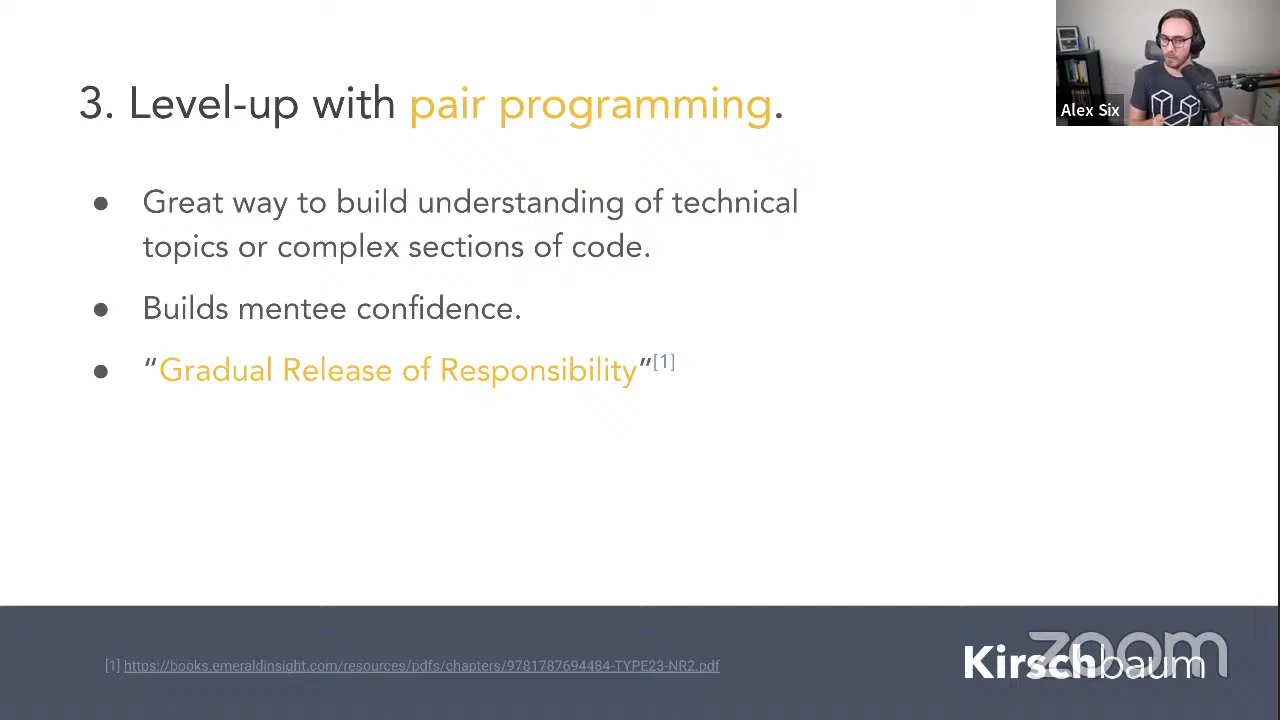 Alex Six
3. Level-up with pair programming.
● Great way to build understanding of technical
topics or complex sections of code.
● Builds mentee confidence.
● “Gradual Release of Responsibility”[1]
[1] https://books.emeraldinsight.com/resources/pdfs/chapters/9781787694484-TYPE23-NR2.pdf
Kirschbaum
zoom